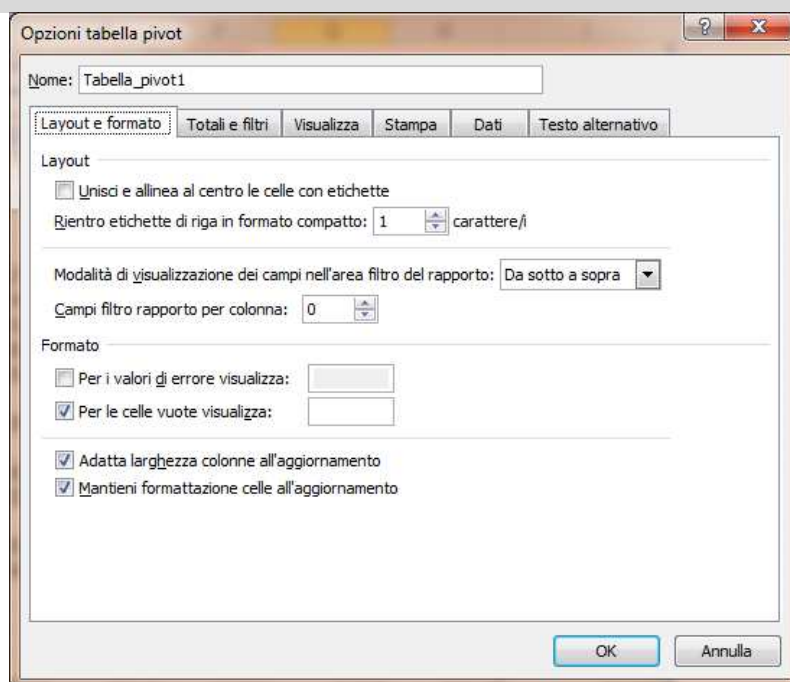 Opzioni tabella pivot
Nome: Tabella_pivot1
Layout e formato Totali e filtri Visualizza Stampa Dati Testo alternativo
Layout
Unisci e allinea al centro le celle con etichette
Rientro etichette di riga in formato compatto: 1 carattere/i
Modalità di visualizzazione dei campi nell'area filtro del rapporto: Da sotto a sopra
Campi filtro rapporto per colonna: 0
Formato
Per i valori di errore visualizza:
Per le celle vuote visualizza:
Adatta larghezza colonne all'aggiornamento
Mantieni formattazione celle all'aggiornamento
OK Annulla